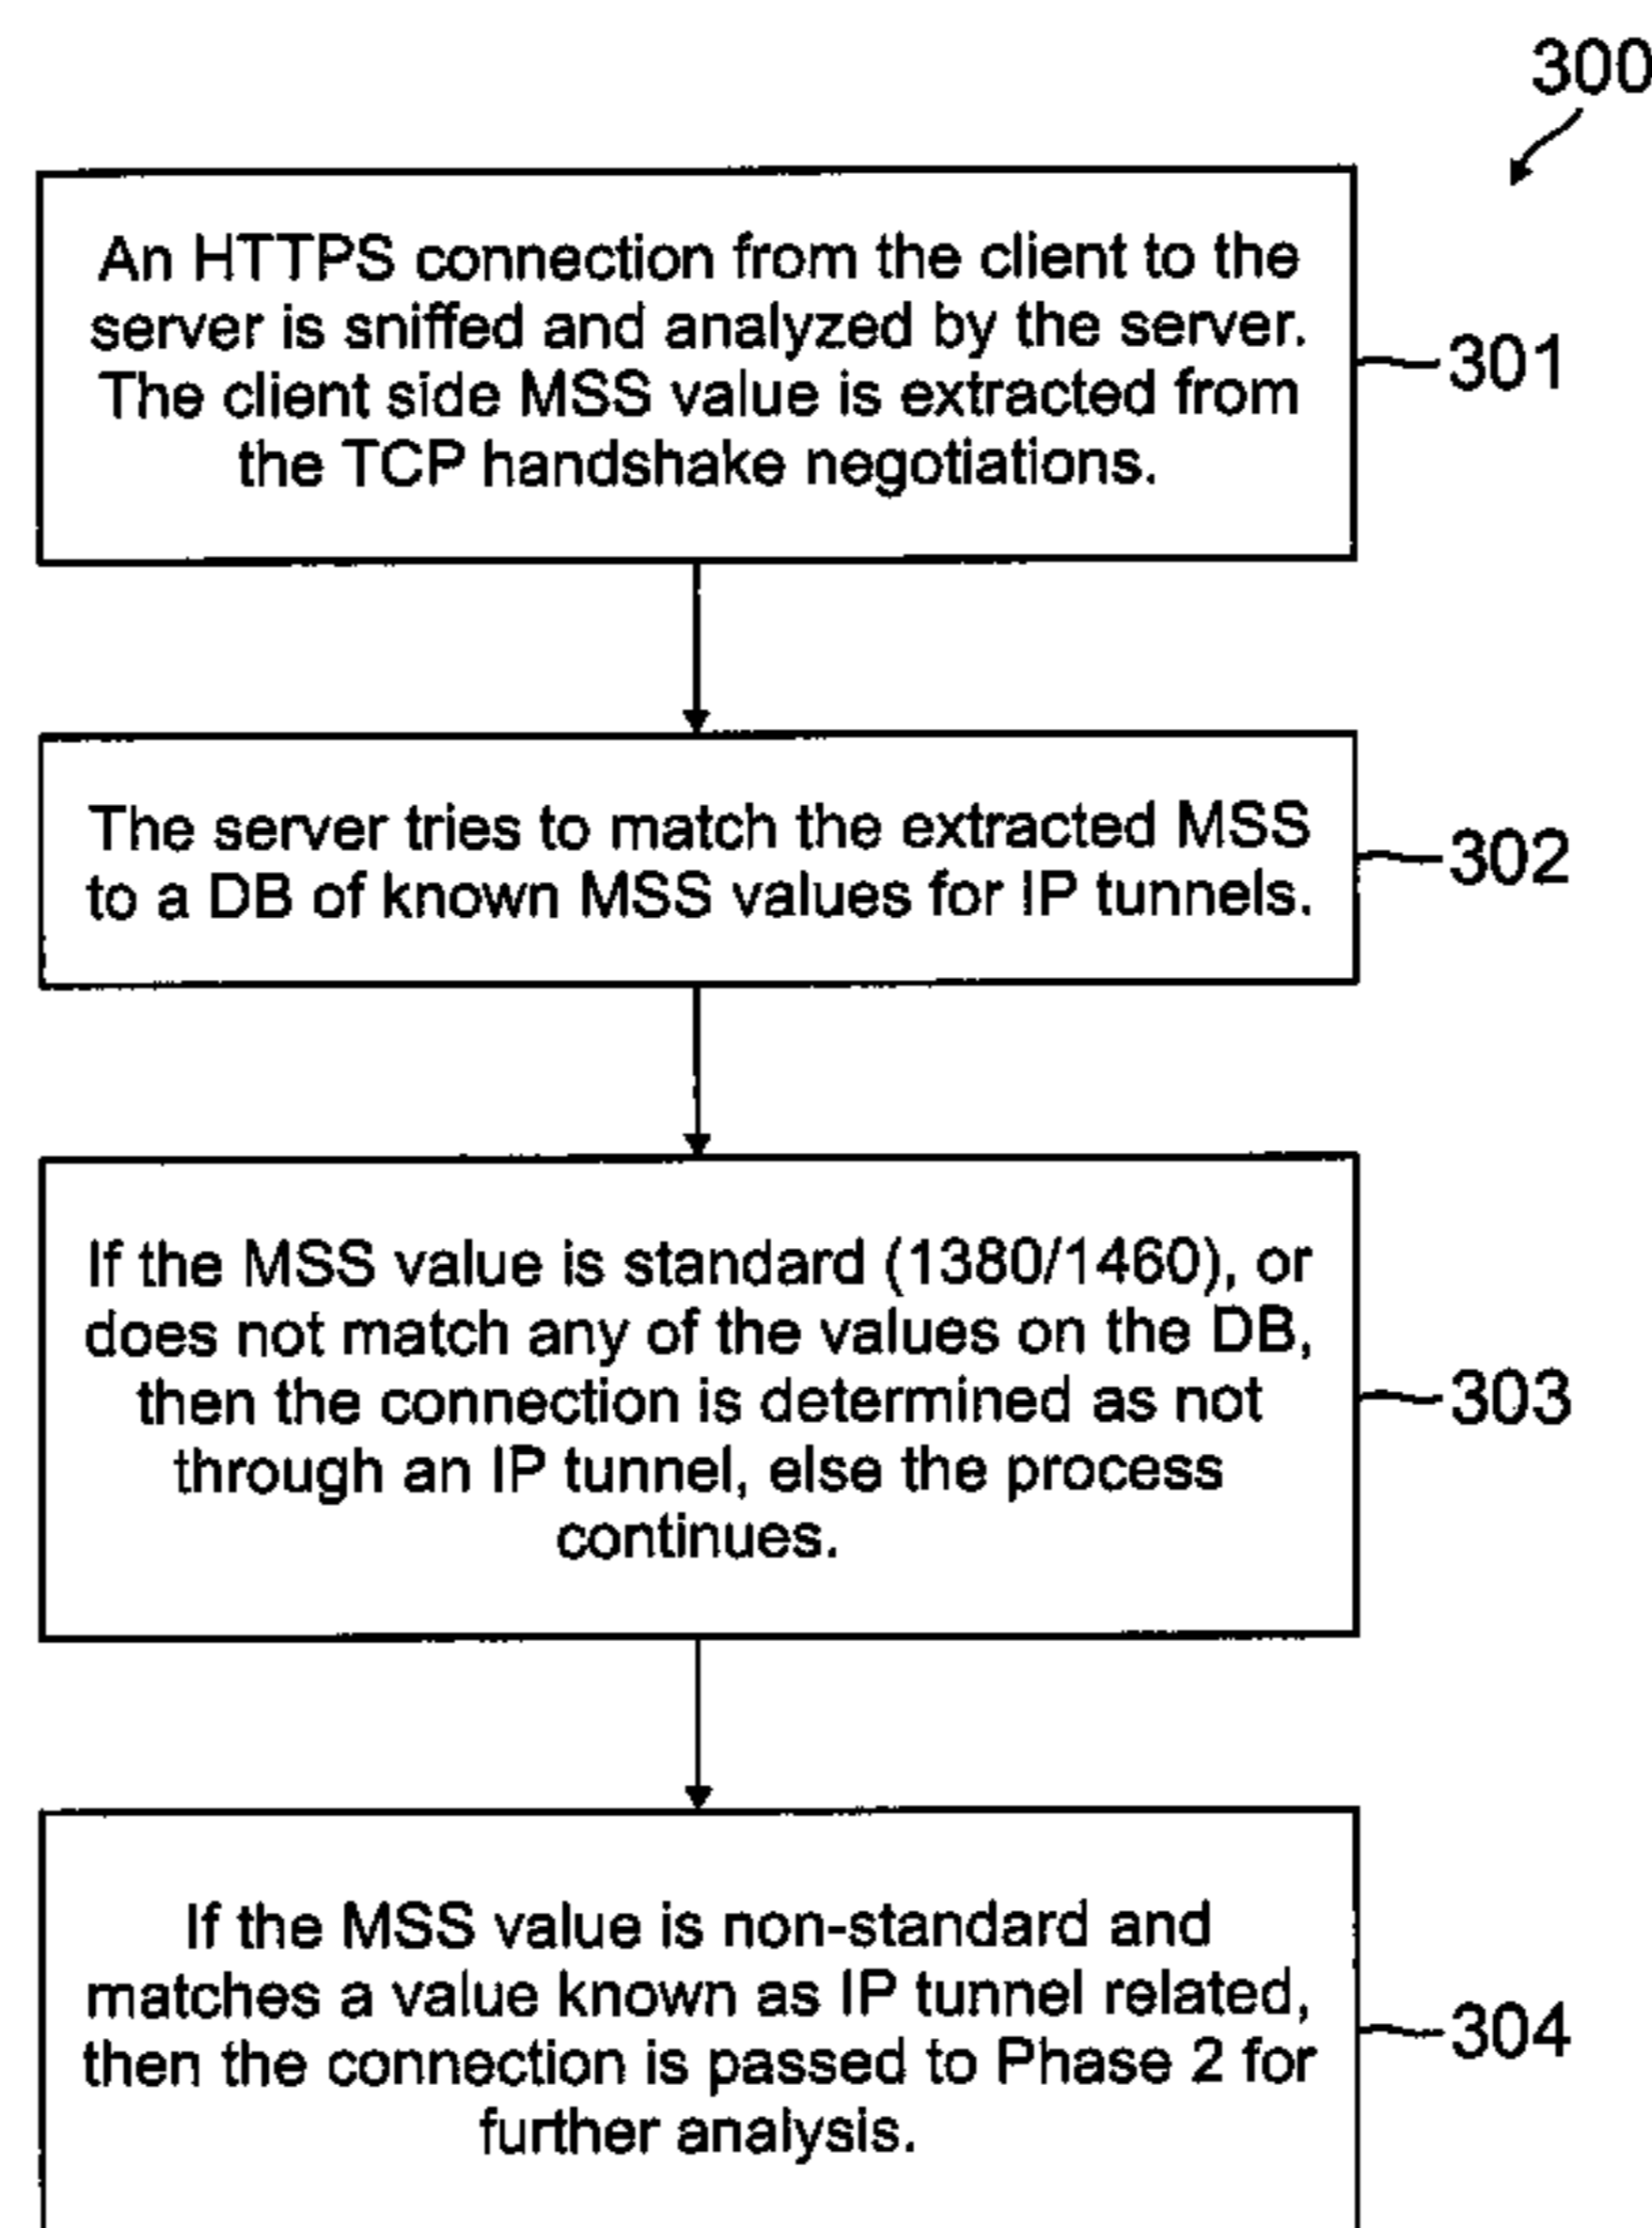 300
An HTTPS connection from the client to the
server is sniffed and analyzed by the server.
The client side MSS value is extracted from
the TCP handshake negotiations.
301
The server tries to match the extracted MSS
to a DB of known MSS values for IP tunnels.
302
If the MSS value is standard (1380/1460), or
does not match any of the values on the DB,
then the connection is determined as not
through an IP tunnel, else the process
continues.
303
If the MSS value is non-standard and
matches a value known as IP tunnel related,
then the connection is passed to Phase 2 for
further analysis.
304